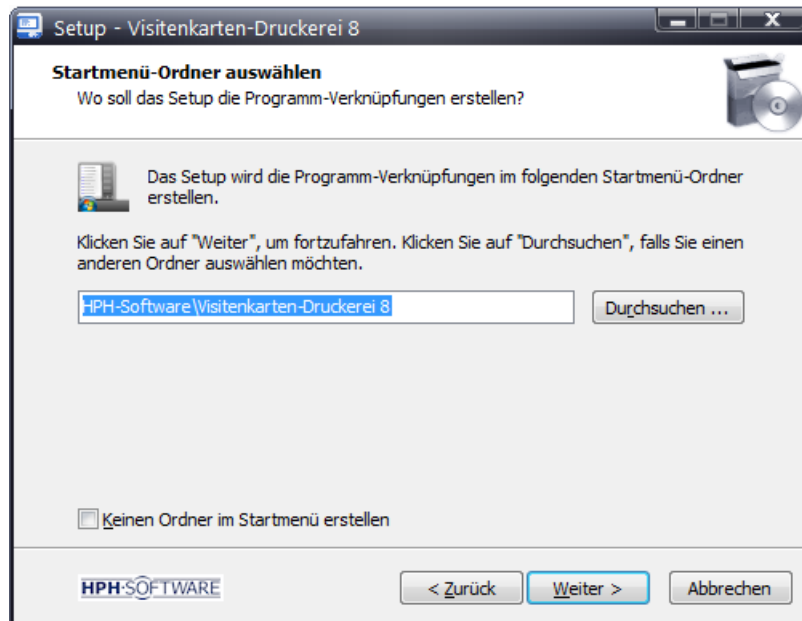 Setup - Visitenkarten-Druckerei 8
Startmenü-Ordner auswählen
Wo soll das Setup die Programm-Verknüpfungen erstellen?
Das Setup wird die Programm-Verknüpfungen im folgenden Startmenü-Ordner
erstellen.
Klicken Sie auf "Weiter", um fortzufahren. Klicken Sie auf "Durchsuchen", falls Sie einen
anderen Ordner auswählen möchten.
HPH-Software\Visitenkarten-Druckerei 8
Durchsuchen ...
Keinen Ordner im Startmenü erstellen
HPH·SOFTWARE
< Zurück
Weiter >
Abbrechen